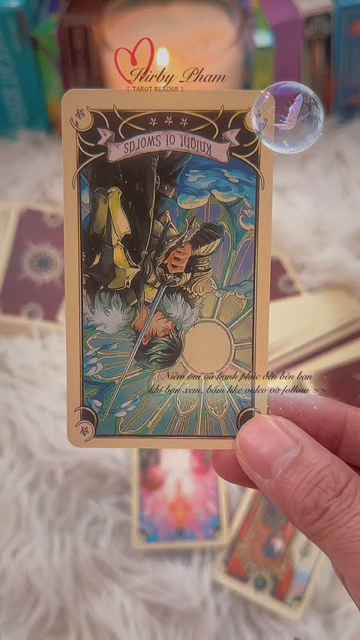 Hirby Pham
[ TAROT READER ]
Knight of Swords
Niềm vui và hạnh phúc đến bên bạn
khi bạn xem, bấm like video và follow >>